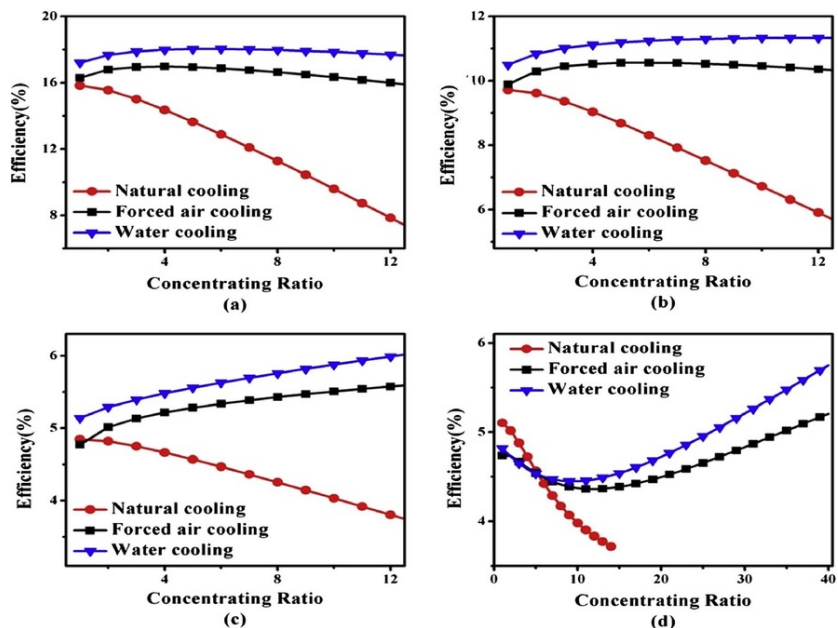 20
16
12
8
Efficiency(%)
Natural cooling
Forced air cooling
Water cooling
4
8
12
Concentrating Ratio
(a)
12
10
8
6
Efficiency(%)
Natural cooling
Forced air cooling
Water cooling
4
8
12
Concentrating Ratio
(b)
6
5
4
Efficiency(%)
Natural cooling
Forced air cooling
Water cooling
4
8
12
Concentrating Ratio
(c)
6
5
4
Efficiency(%)
Natural cooling
Forced air cooling
Water cooling
0
10
20
30
40
Concentrating Ratio
(d)